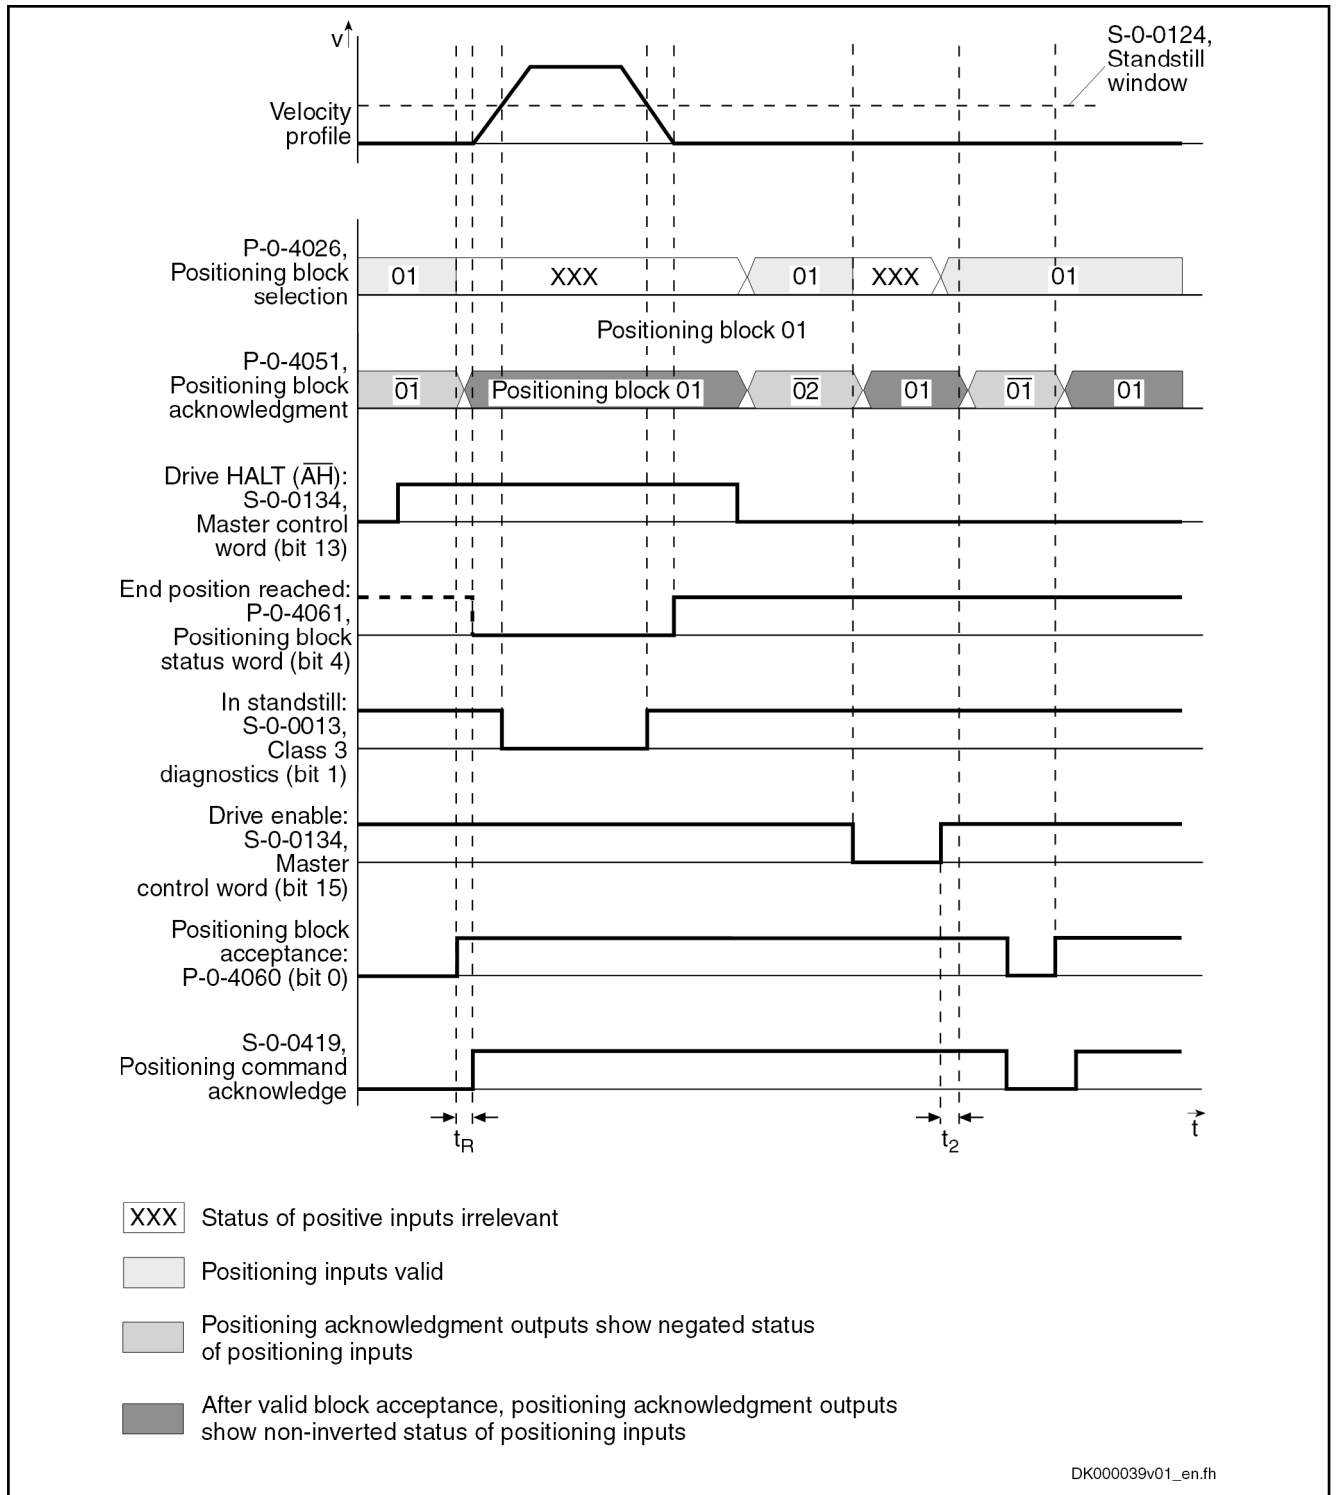 v
S-0-0124,
Standstill
window
Velocity
profile
P-0-4026,
Positioning block
selection
01
XXX
01
XXX
01
Positioning block 01
P-0-4051,
Positioning block
acknowledgment
0̅1̅
Positioning block 01
0̅2̅
01
0̅1̅
01
Drive HALT (A̅H̅):
S-0-0134,
Master control
word (bit 13)
End position reached:
P-0-4061,
Positioning block
status word (bit 4)
In standstill:
S-0-0013,
Class 3
diagnostics (bit 1)
Drive enable:
S-0-0134,
Master
control word (bit 15)
Positioning block
acceptance:
P-0-4060 (bit 0)
S-0-0419,
Positioning command
acknowledge
tR
t2
t
XXX Status of positive inputs irrelevant
Positioning inputs valid
Positioning acknowledgment outputs show negated status
of positioning inputs
After valid block acceptance, positioning acknowledgment outputs
show non-inverted status of positioning inputs
DK000039v01_en.fh